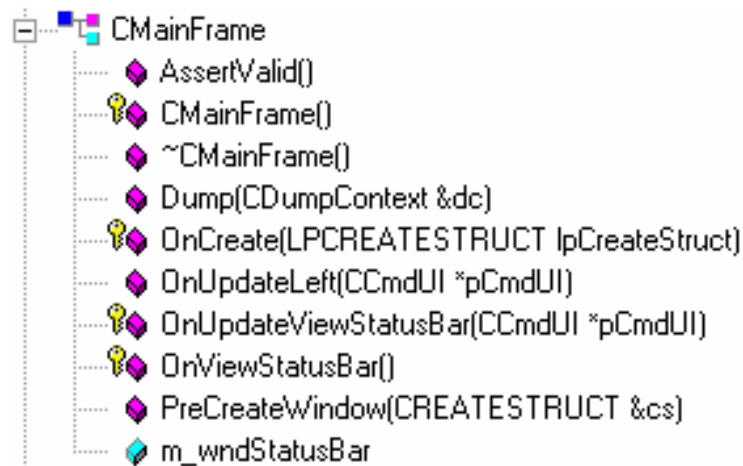 CMainFrame
AssertValid()
CMainFrame()
~CMainFrame()
Dump(CDumpContext &dc)
OnCreate(LPCREATESTRUCT lpCreateStruct)
OnUpdateLeft(CCmdUI *pCmdUI)
OnUpdateViewStatusBar(CCmdUI *pCmdUI)
OnViewStatusBar()
PreCreateWindow(CREATESTRUCT &cs)
m_wndStatusBar